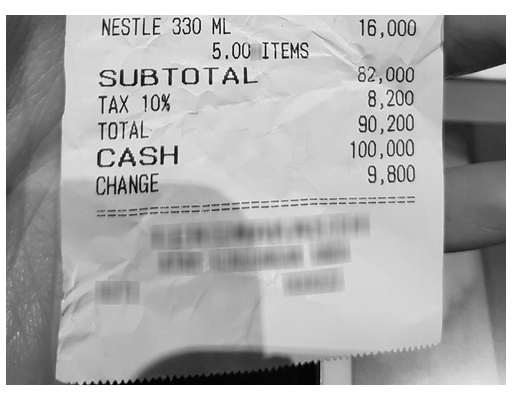 NESTLE 330 ML 16,000
5.00 ITEMS
SUBTOTAL 82,000
TAX 10% 8,200
TOTAL 90,200
CASH 100,000
CHANGE 9,800
================================